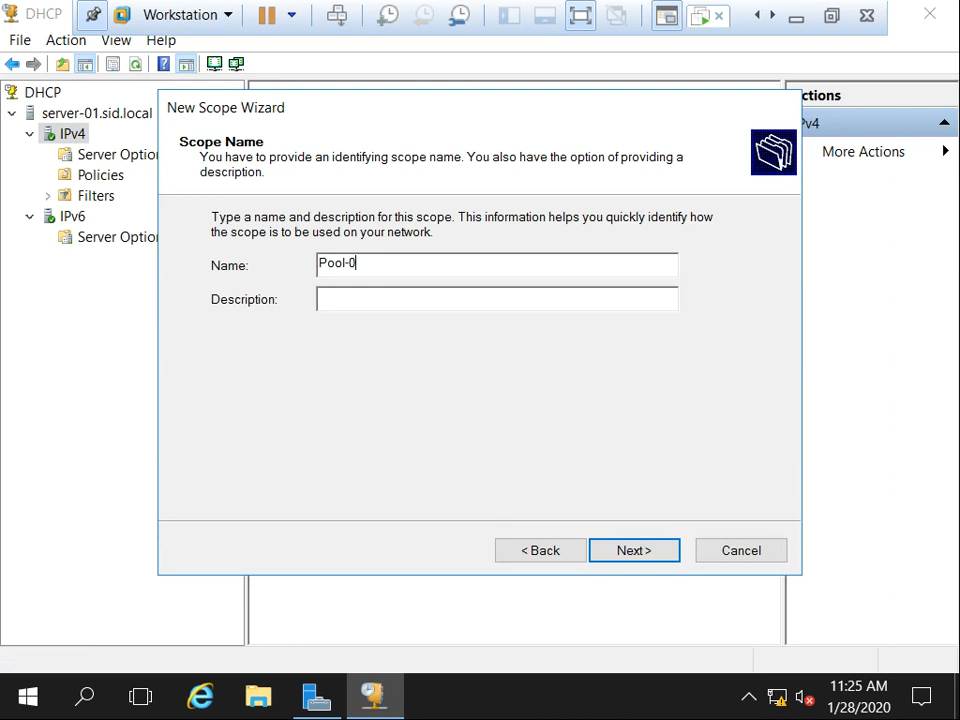 DHCP
Workstation
File Action View Help
DHCP
server-01.sid.local
IPv4
Server Optio
Policies
Filters
IPv6
Server Optio
New Scope Wizard
Scope Name
You have to provide an identifying scope name. You also have the option of providing a
description.
Type a name and description for this scope. This information helps you quickly identify how
the scope is to be used on your network.
Name: Pool-0
Description:
< Back Next > Cancel
ctions
Pv4
More Actions
11:25 AM
1/28/2020